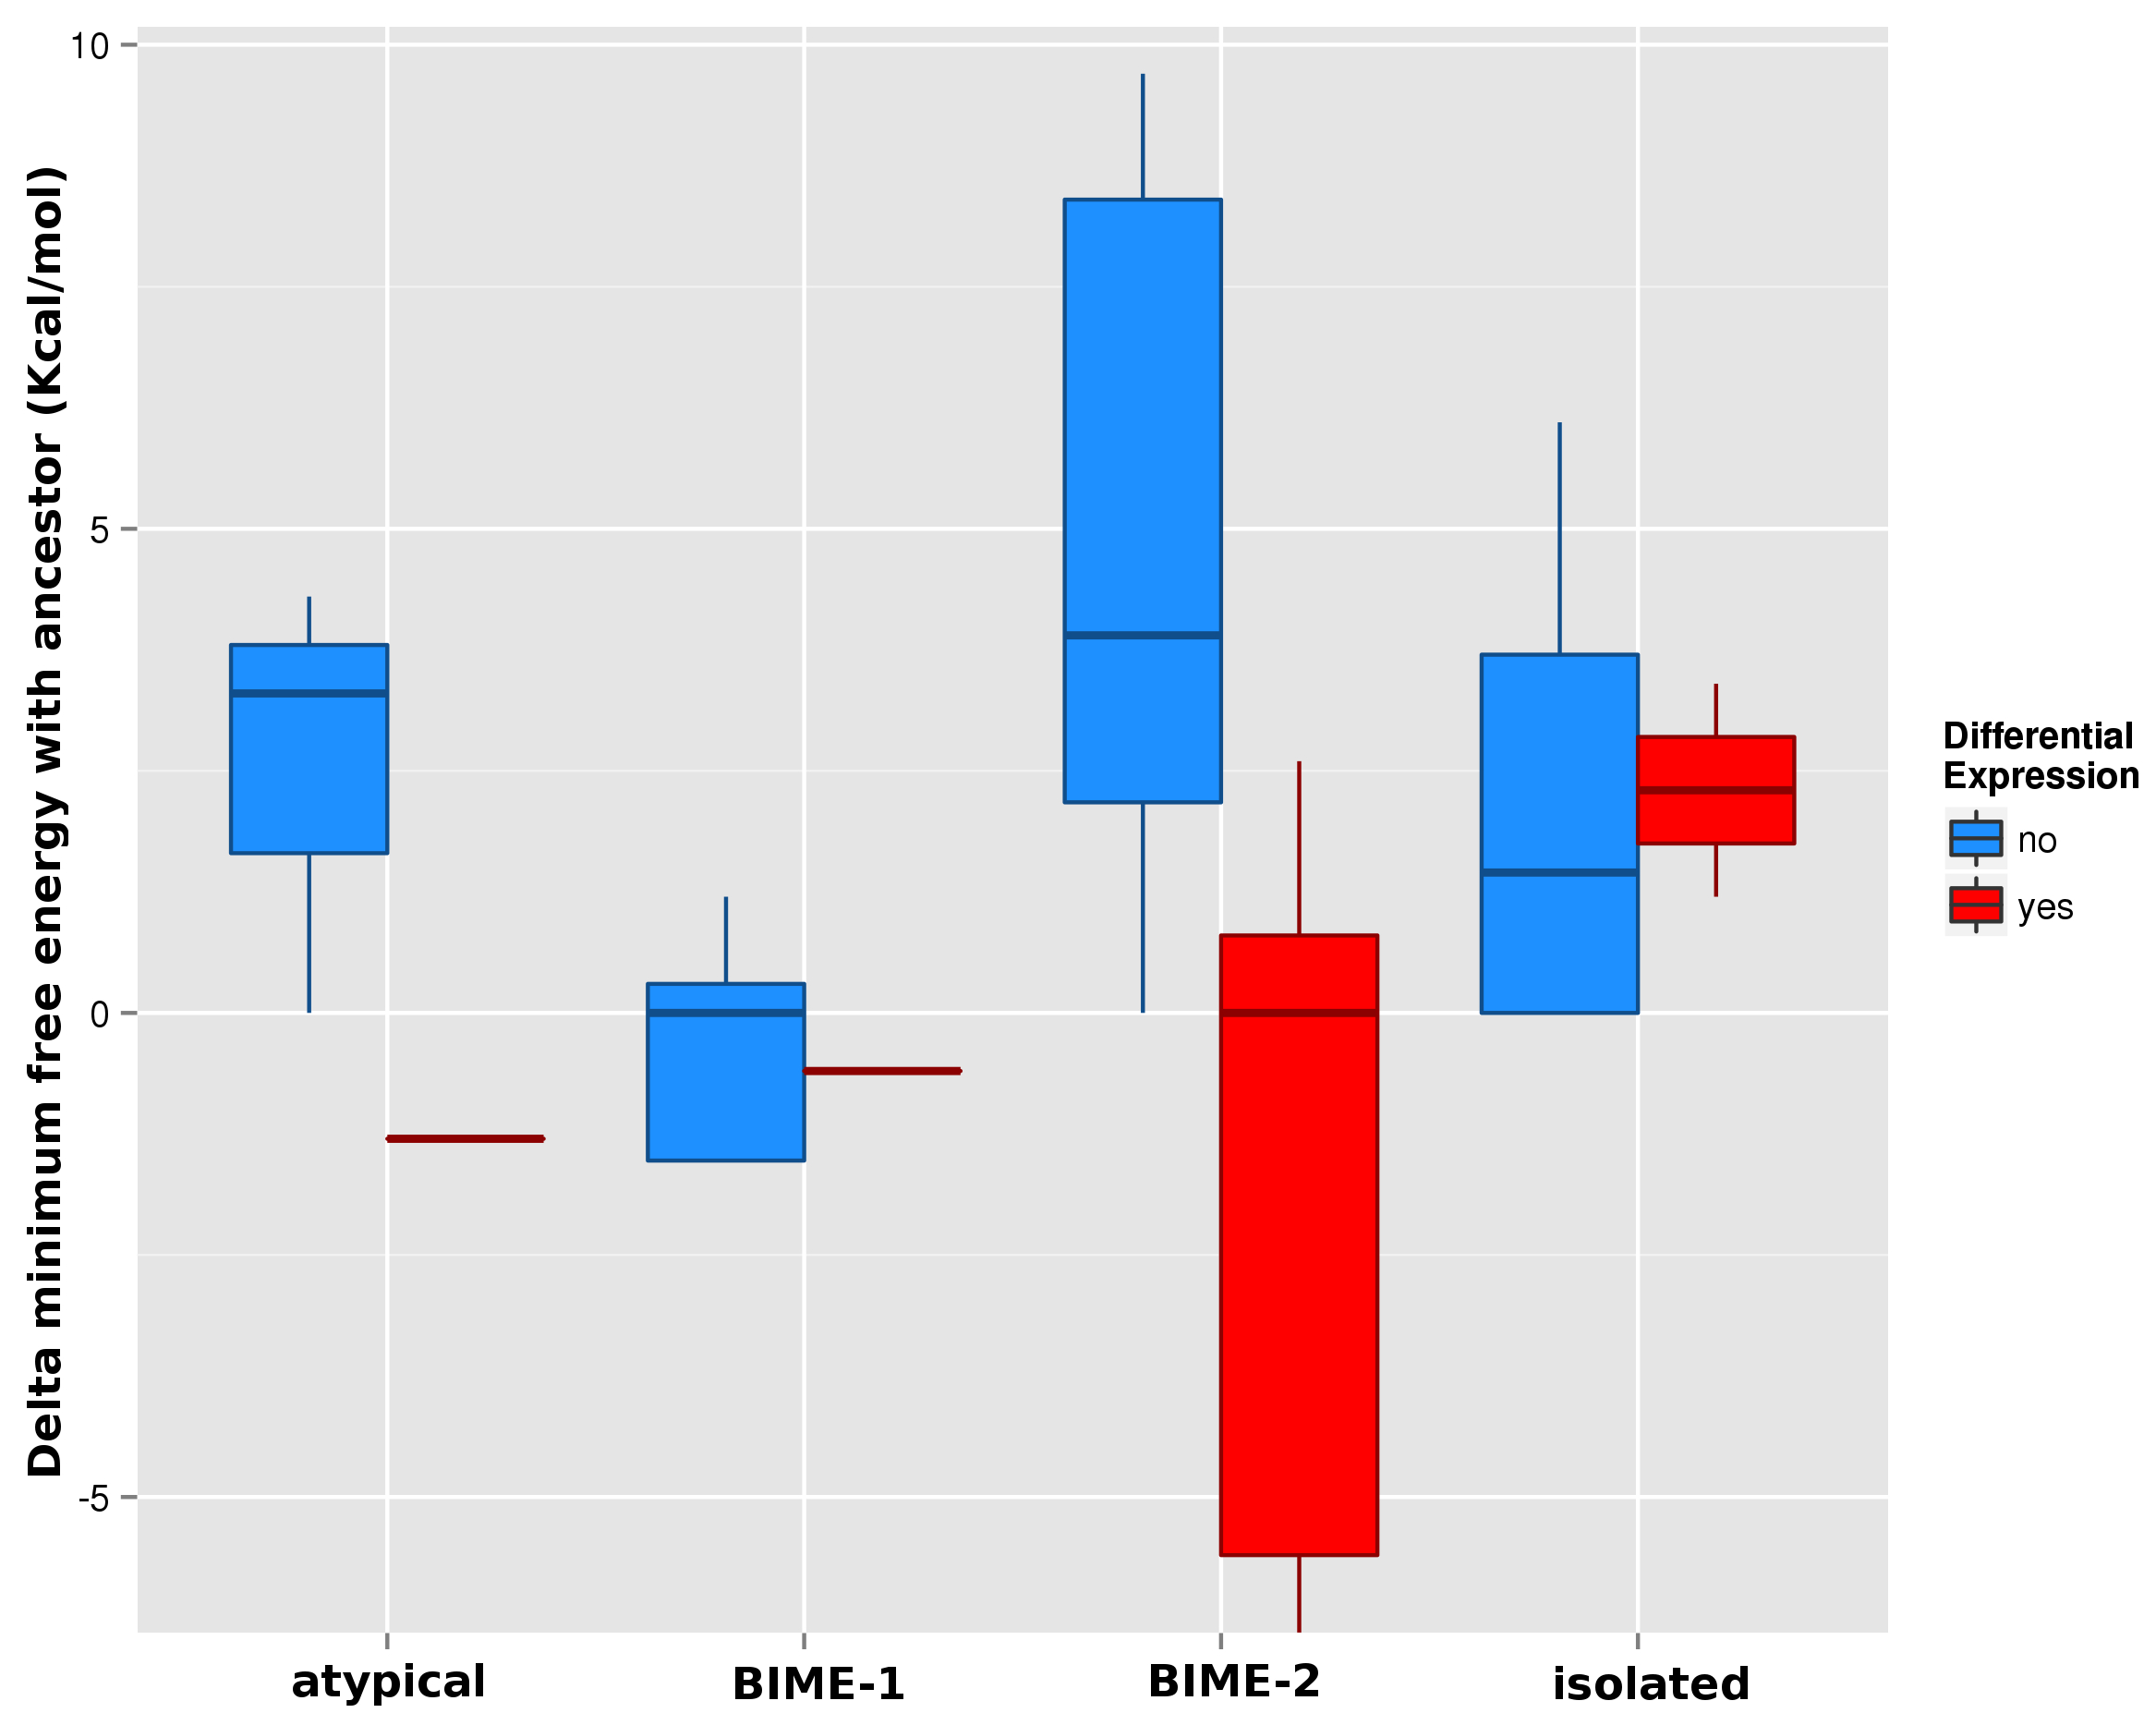 Delta minimum free energy with ancestor (Kcal/mol)
10
5
0
-5
atypical
BIME-1
BIME-2
isolated
Differential
Expression
no
yes